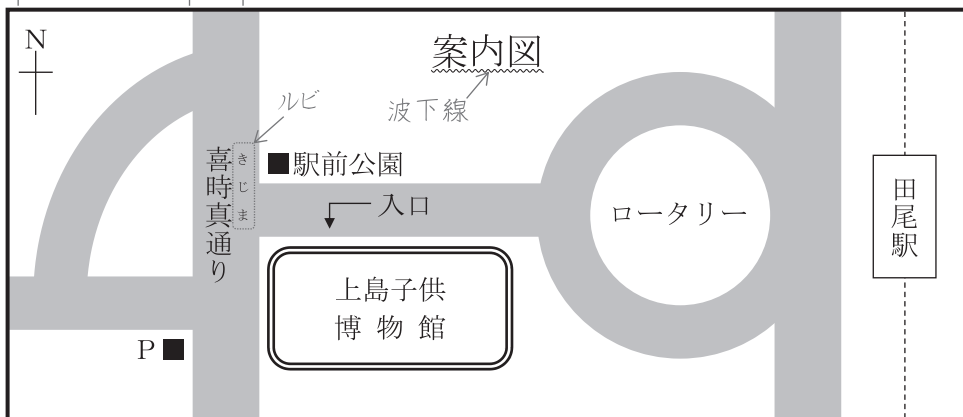 案内図
N
ルビ
波下線
喜時真通り
きじま
■駅前公園
入口
ロータリー
田尾駅
上島子供
博物館
P■